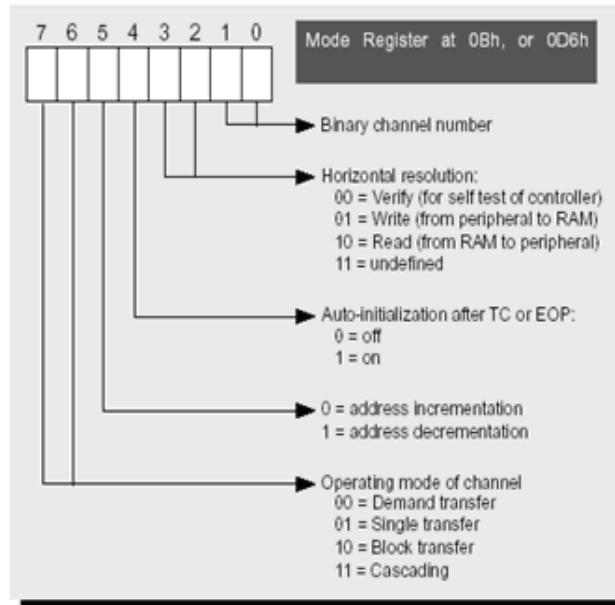 7 6 5 4 3 2 1 0
Mode Register at 0Bh, or 0D6h
Binary channel number
Horizontal resolution:
00 = Verify (for self test of controller)
01 = Write (from peripheral to RAM)
10 = Read (from RAM to peripheral)
11 = undefined
Auto-initialization after TC or EOP:
0 = off
1 = on
0 = address incrementation
1 = address decrementation
Operating mode of channel
00 = Demand transfer
01 = Single transfer
10 = Block transfer
11 = Cascading